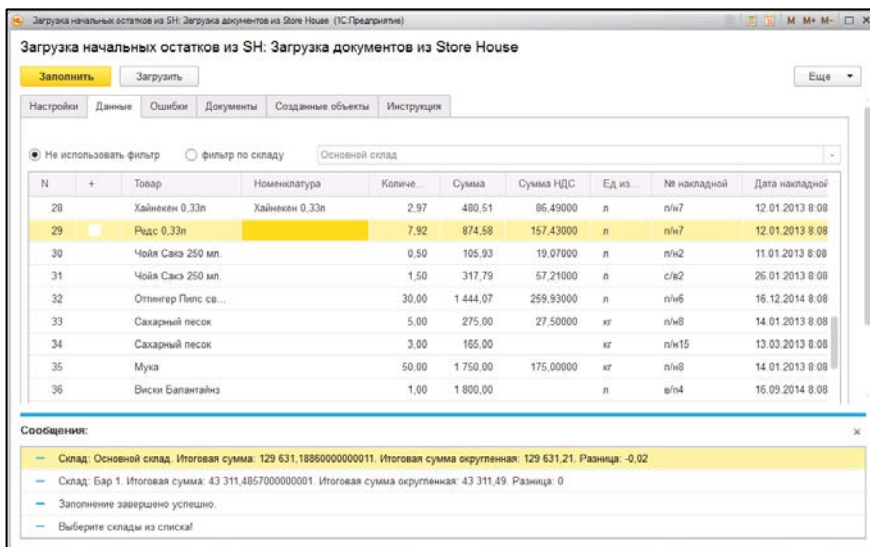 Загрузка начальных остатков из SH: Загрузка документов из Store House (1С:Предприятие) M M+ M-
Загрузка начальных остатков из SH: Загрузка документов из Store House
Заполнить Загрузить Еще
Настройки Данные Ошибки Документы Созданные объекты Инструкция
Не использовать фильтр фильтр по складу Основной склад
N + Товар Номенклатура Количе... Сумма Сумма НДС Ед из... № накладной Дата накладной
28 Хайнекен 0,33л Хайнекен 0,33л 2,97 480,51 86,49000 л п/н7 12.01.2013 8:08
29 Редс 0,33л 7,92 874,58 157,43000 л п/н7 12.01.2013 8:08
30 Чойя Сакэ 250 мл. 0,50 105,93 19,07000 л п/н2 11.01.2013 8:08
31 Чойя Сакэ 250 мл. 1,50 317,79 57,21000 л с/в2 26.01.2013 8:08
32 Оттингер Пилс св... 30,00 1 444,07 259,93000 л п/н6 16.12.2014 8:08
33 Сахарный песок 5,00 275,00 27,50000 кг п/н8 14.01.2013 8:08
34 Сахарный песок 3,00 165,00 кг п/н15 13.03.2013 8:08
35 Мука 50,00 1 750,00 175,00000 кг п/н8 14.01.2013 8:08
36 Виски Балантайнз 1,00 1 800,00 л в/п4 16.09.2014 8:08
Сообщения:
Склад: Основной склад. Итоговая сумма: 129 631,18860000000011. Итоговая сумма округленная: 129 631,21. Разница: -0,02
Склад: Бар 1. Итоговая сумма: 43 311,4857000000001. Итоговая сумма округленная: 43 311,49. Разница: 0
Заполнение завершено успешно.
Выберите склады из списка!